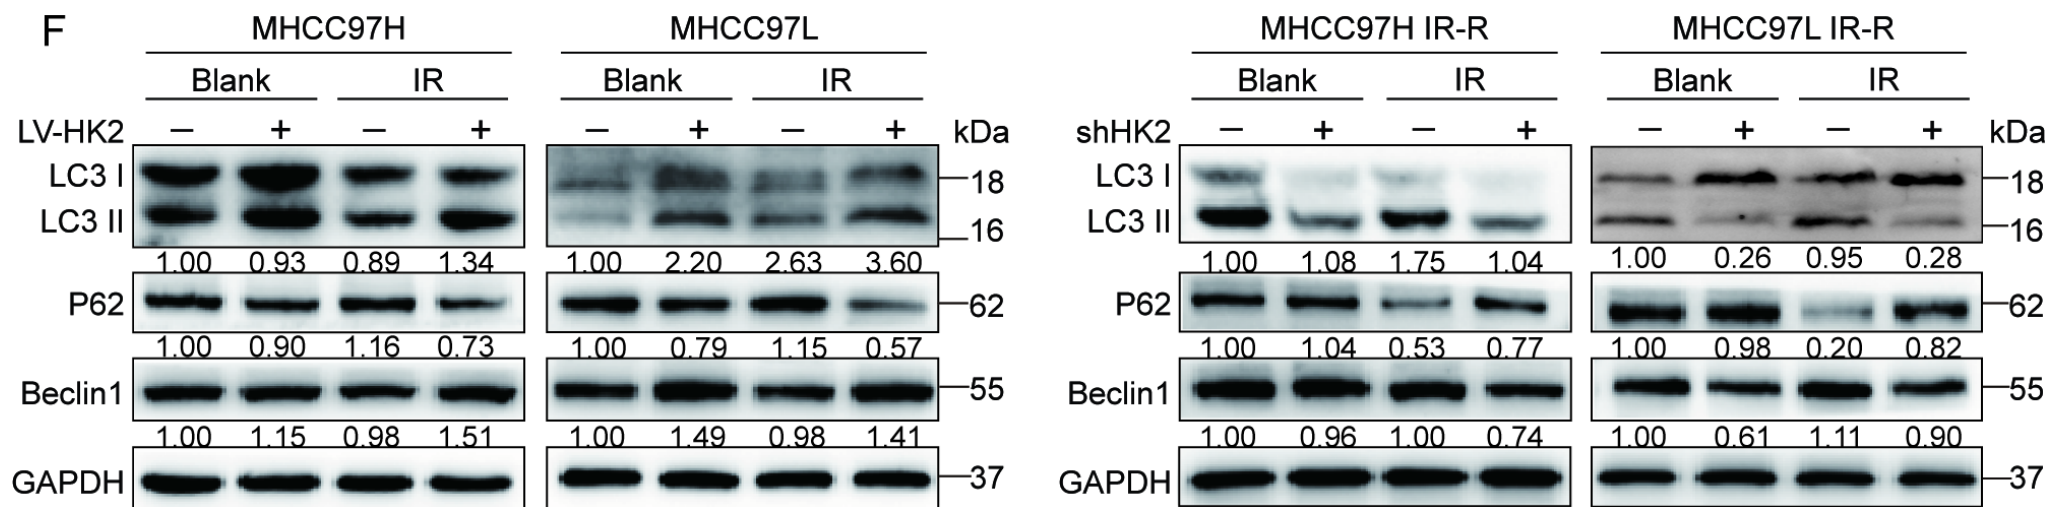 F MHCC97H MHCC97L MHCC97H IR-R MHCC97L IR-R
Blank IR Blank IR Blank IR Blank IR
LV-HK2 − + − + − + − + kDa shHK2 − + − + − + − + kDa
LC3 I 18 LC3 I 18
LC3 II 16 LC3 II 16
1.00 0.93 0.89 1.34 1.00 2.20 2.63 3.60 1.00 1.08 1.75 1.04 1.00 0.26 0.95 0.28
P62 62 P62 62
1.00 0.90 1.16 0.73 1.00 0.79 1.15 0.57 1.00 1.04 0.53 0.77 1.00 0.98 0.20 0.82
Beclin1 55 Beclin1 55
1.00 1.15 0.98 1.51 1.00 1.49 0.98 1.41 1.00 0.96 1.00 0.74 1.00 0.61 1.11 0.90
GAPDH 37 GAPDH 37